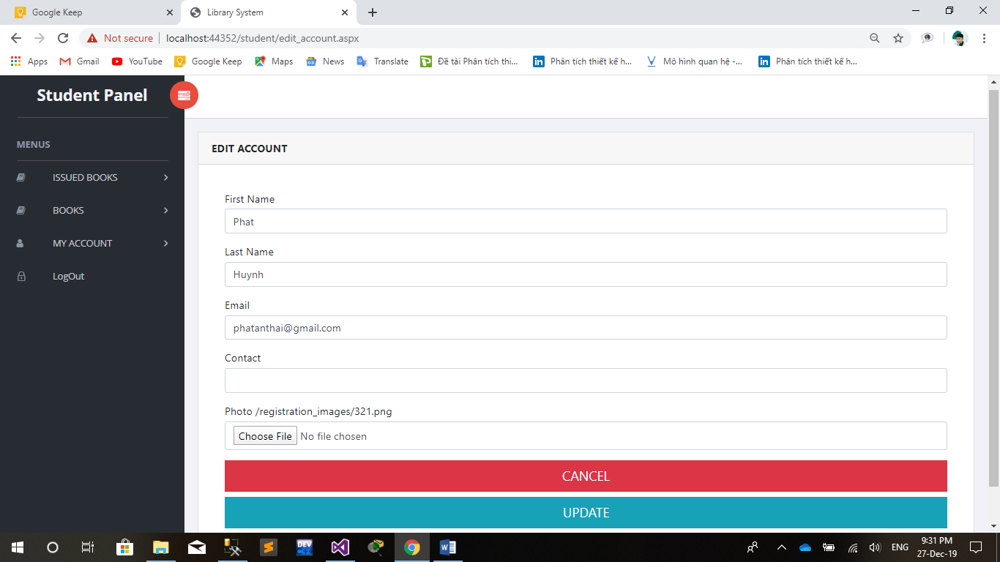 Google Keep
Library System
Not secure
localhost:44352/student/edit_account.aspx
Apps
Gmail
YouTube
Google Keep
Maps
News
Translate
Đề tài Phân tích thi...
Phân tích thiết kế h...
Mô hình quan hệ -...
Phân tích thiết kế h...
Student Panel
MENUS
ISSUED BOOKS
BOOKS
MY ACCOUNT
LogOut
EDIT ACCOUNT
First Name
Phat
Last Name
Huynh
Email
phatanthai@gmail.com
Contact
Photo /registration_images/321.png
Choose File No file chosen
CANCEL
UPDATE
DEV
ENG
9:31 PM
27-Dec-19